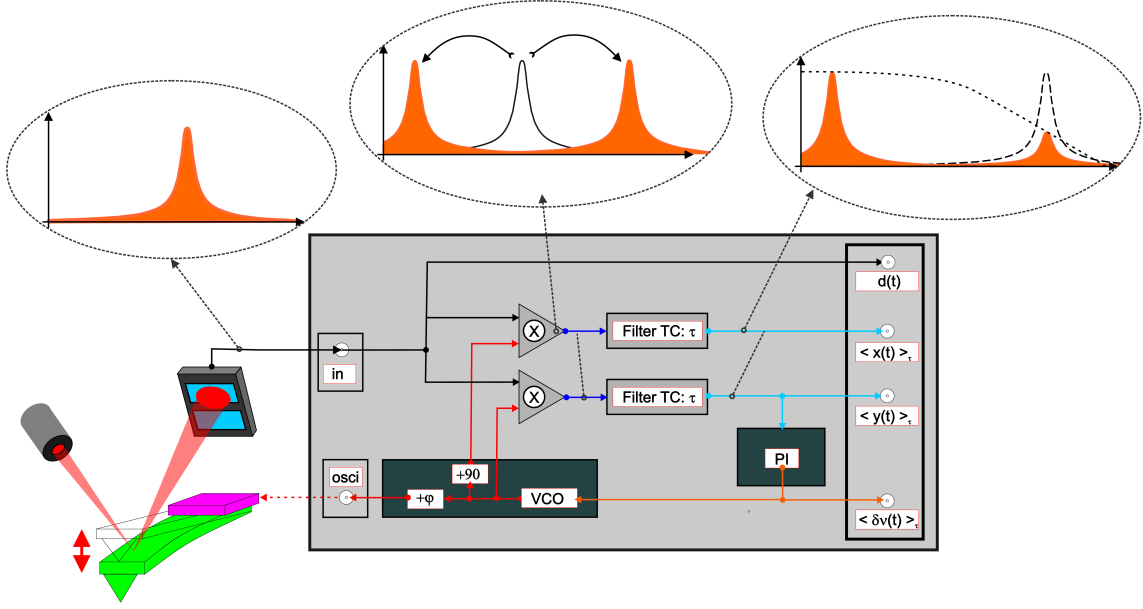 d(t)
X
Filter TC: τ
< x(t) >τ
in
X
Filter TC: τ
< y(t) >τ
PI
osci
+90
+φ
VCO
< δν(t) >τ